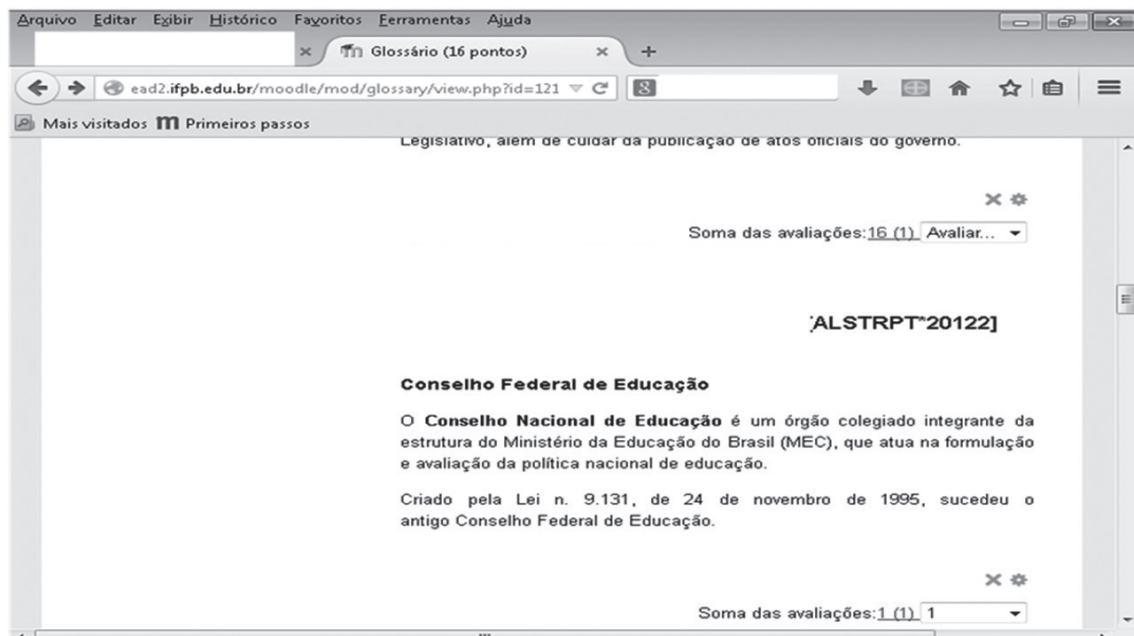 Arquivo Editar Exibir Histórico Favoritos Ferramentas Ajuda
Glossário (16 pontos)
ead2.ifpb.edu.br/moodle/mod/glossary/view.php?id=121
8
Mais visitados Primeiros passos
Legislativo, além de cuidar da publicação de atos oficiais do governo.
Soma das avaliações:16 (1) Avaliar...
ALSTRPT*20122]
Conselho Federal de Educação
O Conselho Nacional de Educação é um órgão colegiado integrante da
estrutura do Ministério da Educação do Brasil (MEC), que atua na formulação
e avaliação da política nacional de educação.
Criado pela Lei n. 9.131, de 24 de novembro de 1995, sucedeu o
antigo Conselho Federal de Educação.
Soma das avaliações:1 (1) 1